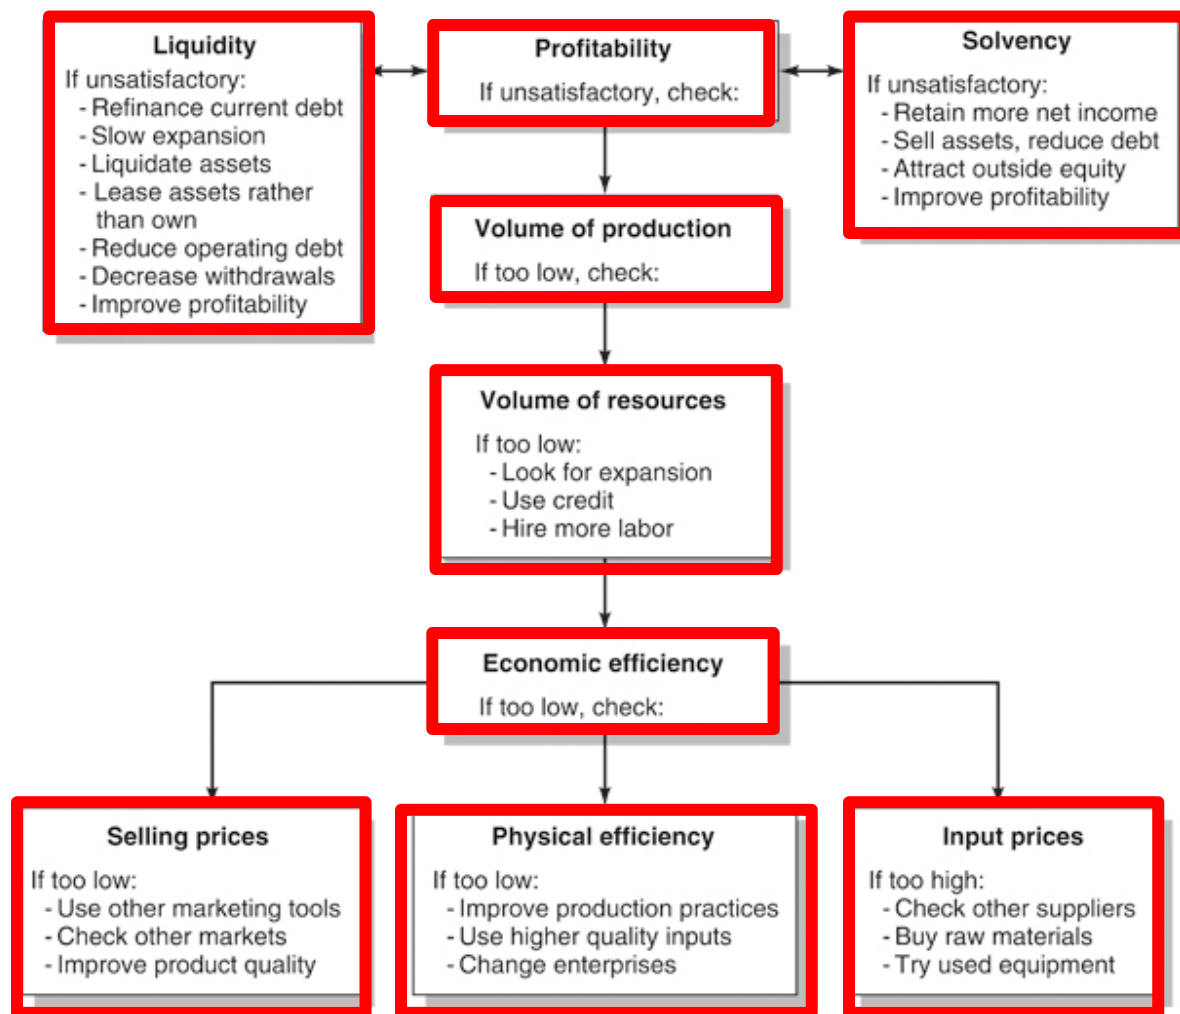 Liquidity
If unsatisfactory:
- Refinance current debt
- Slow expansion
- Liquidate assets
- Lease assets rather
than own
- Reduce operating debt
- Decrease withdrawals
- Improve profitability
Profitability
If unsatisfactory, check:
Solvency
If unsatisfactory:
- Retain more net income
- Sell assets, reduce debt
- Attract outside equity
- Improve profitability
Volume of production
If too low, check:
Volume of resources
If too low:
- Look for expansion
- Use credit
- Hire more labor
Economic efficiency
If too low, check:
Selling prices
If too low:
- Use other marketing tools
- Check other markets
- Improve product quality
Physical efficiency
If too low:
- Improve production practices
- Use higher quality inputs
- Change enterprises
Input prices
If too high:
- Check other suppliers
- Buy raw materials
- Try used equipment